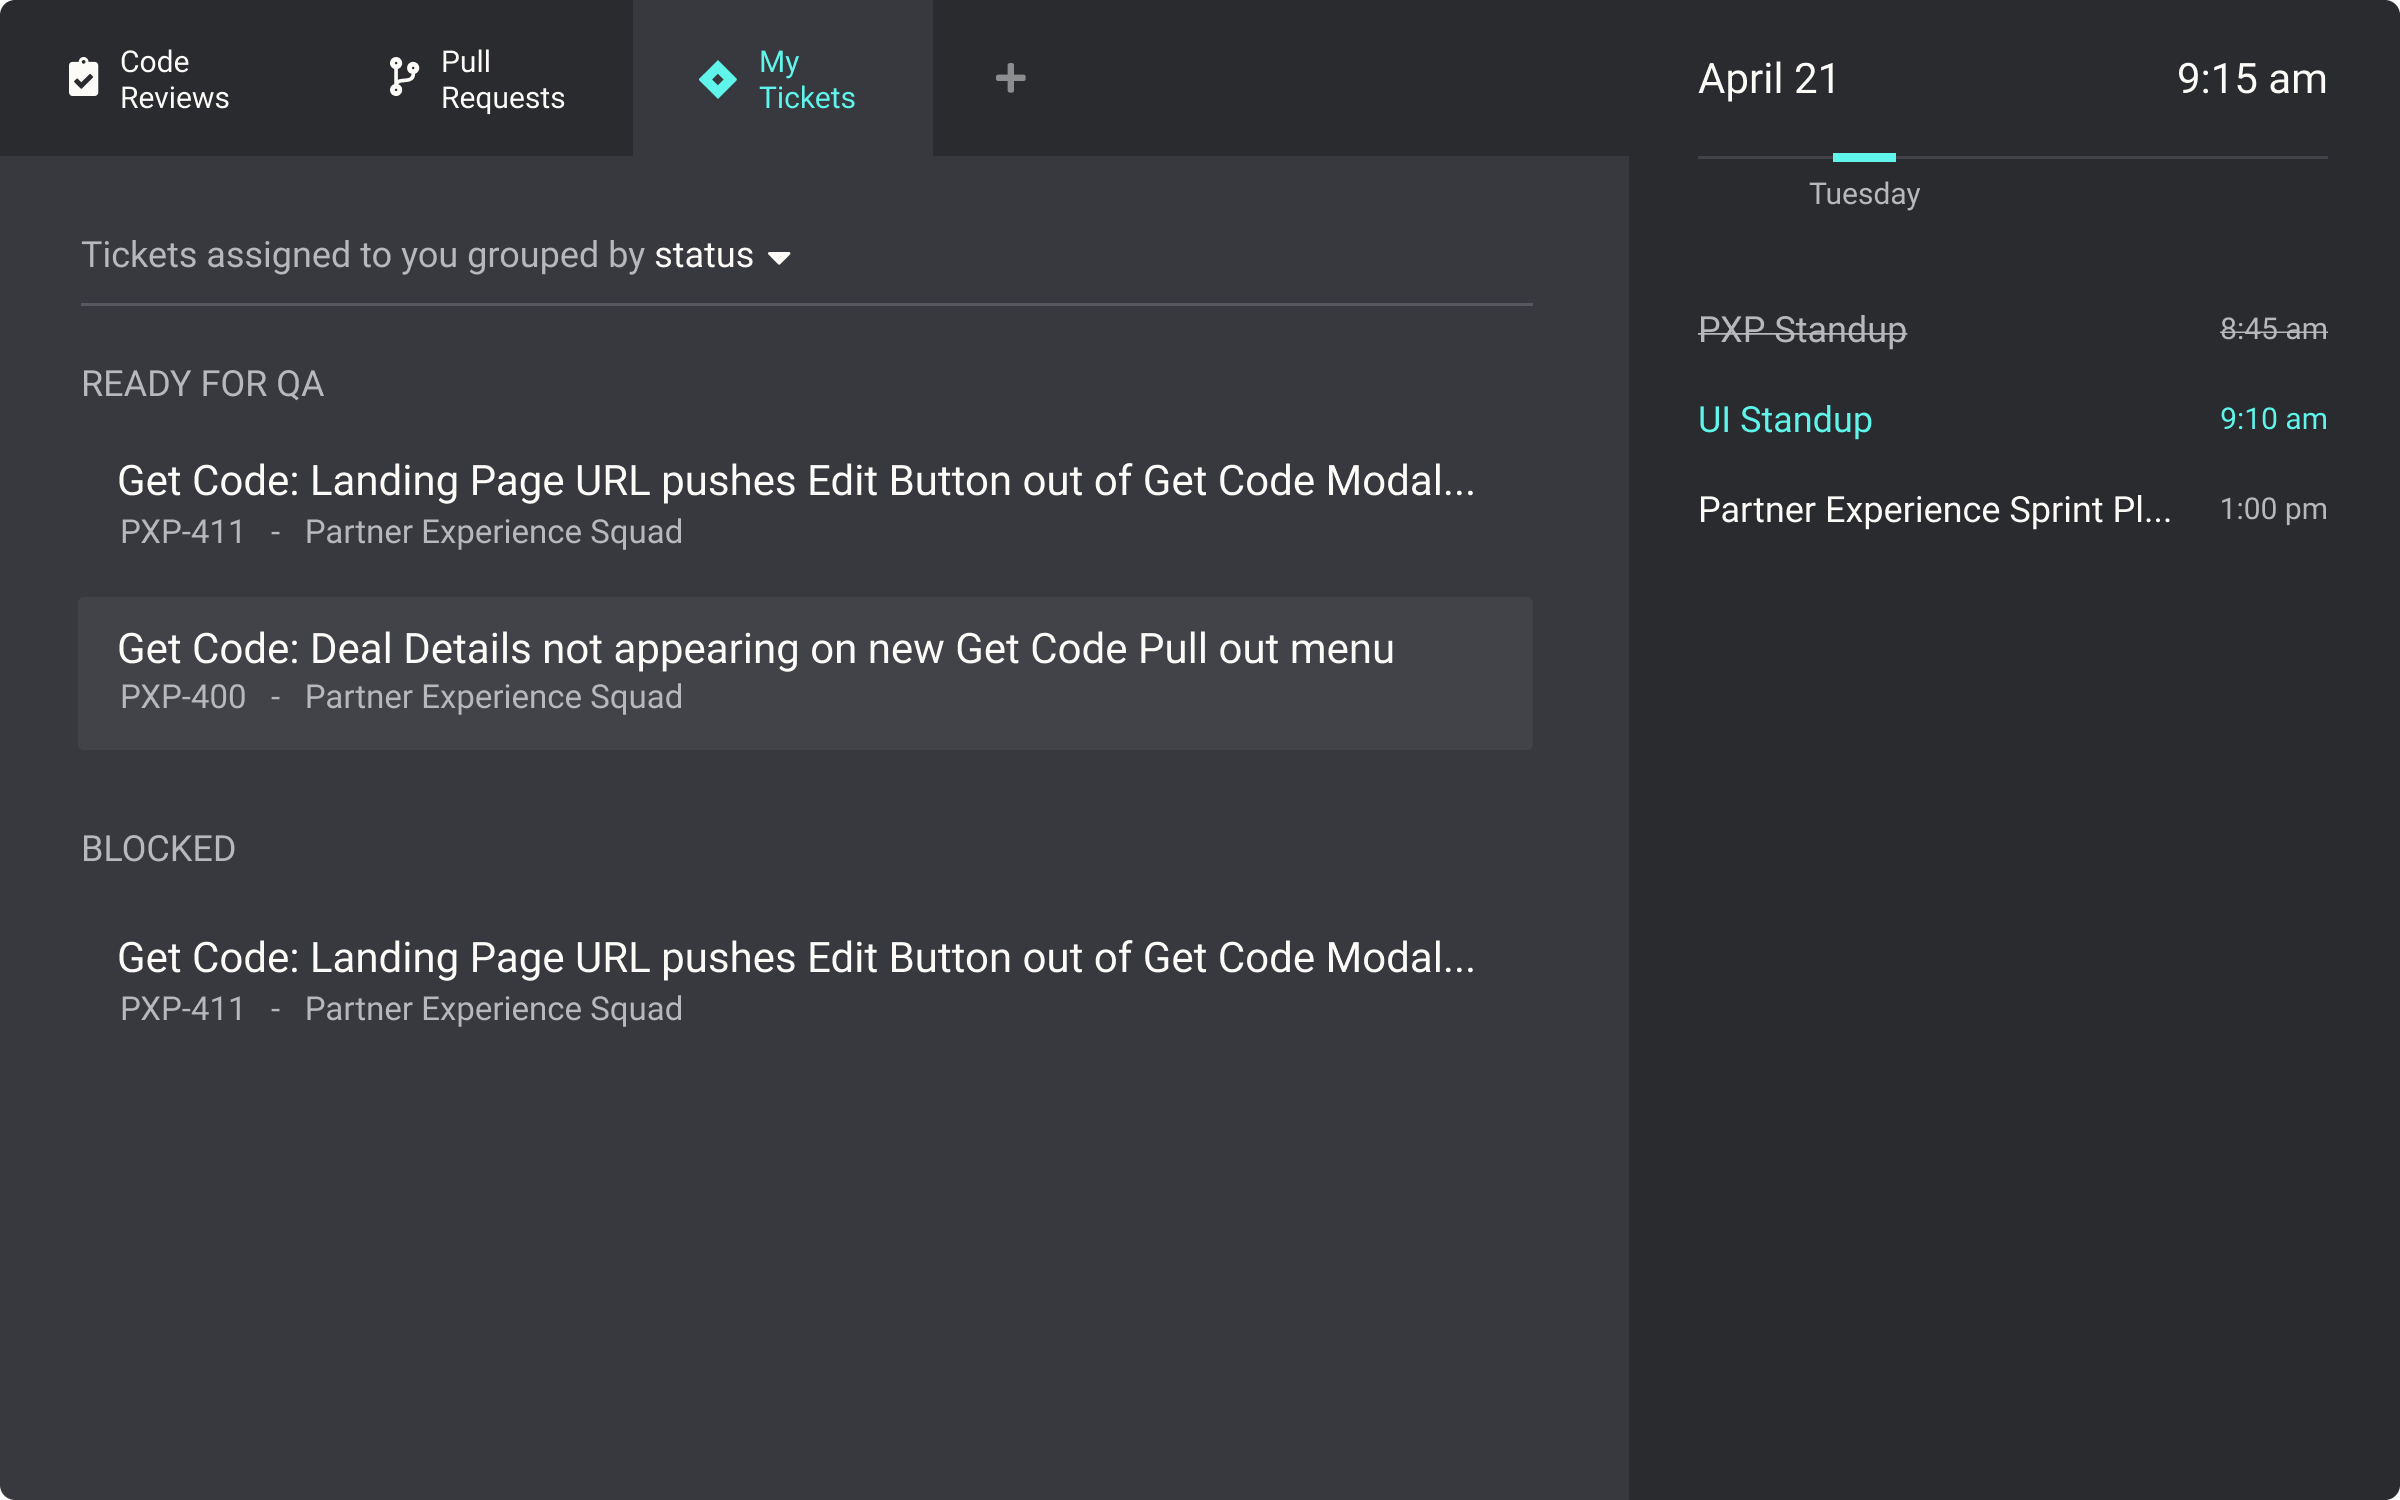 Code
Reviews
Pull
Requests
My
Tickets
April 21
9:15 am
Tuesday
Tickets assigned to you grouped by status
READY FOR QA
Get Code: Landing Page URL pushes Edit Button out of Get Code Modal...
PXP-411 - Partner Experience Squad
Get Code: Deal Details not appearing on new Get Code Pull out menu
PXP-400 - Partner Experience Squad
BLOCKED
Get Code: Landing Page URL pushes Edit Button out of Get Code Modal...
PXP-411 - Partner Experience Squad
PXP Standup 8:45 am
UI Standup 9:10 am
Partner Experience Sprint Pl... 1:00 pm